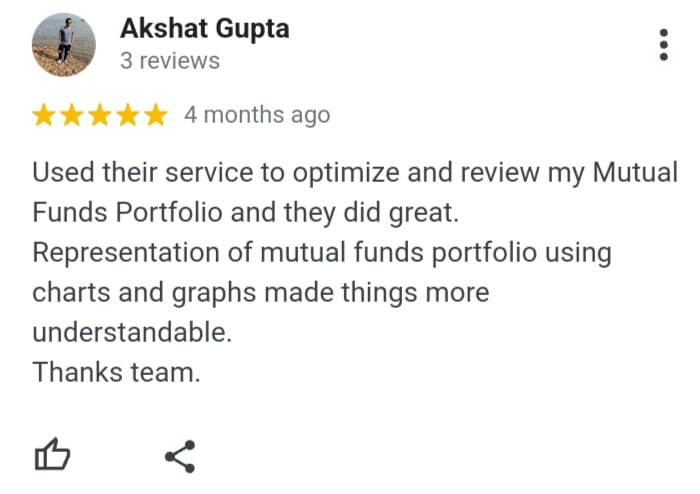 Akshat Gupta
3 reviews
4 months ago
Used their service to optimize and review my Mutual
Funds Portfolio and they did great.
Representation of mutual funds portfolio using
charts and graphs made things more
understandable.
Thanks team.